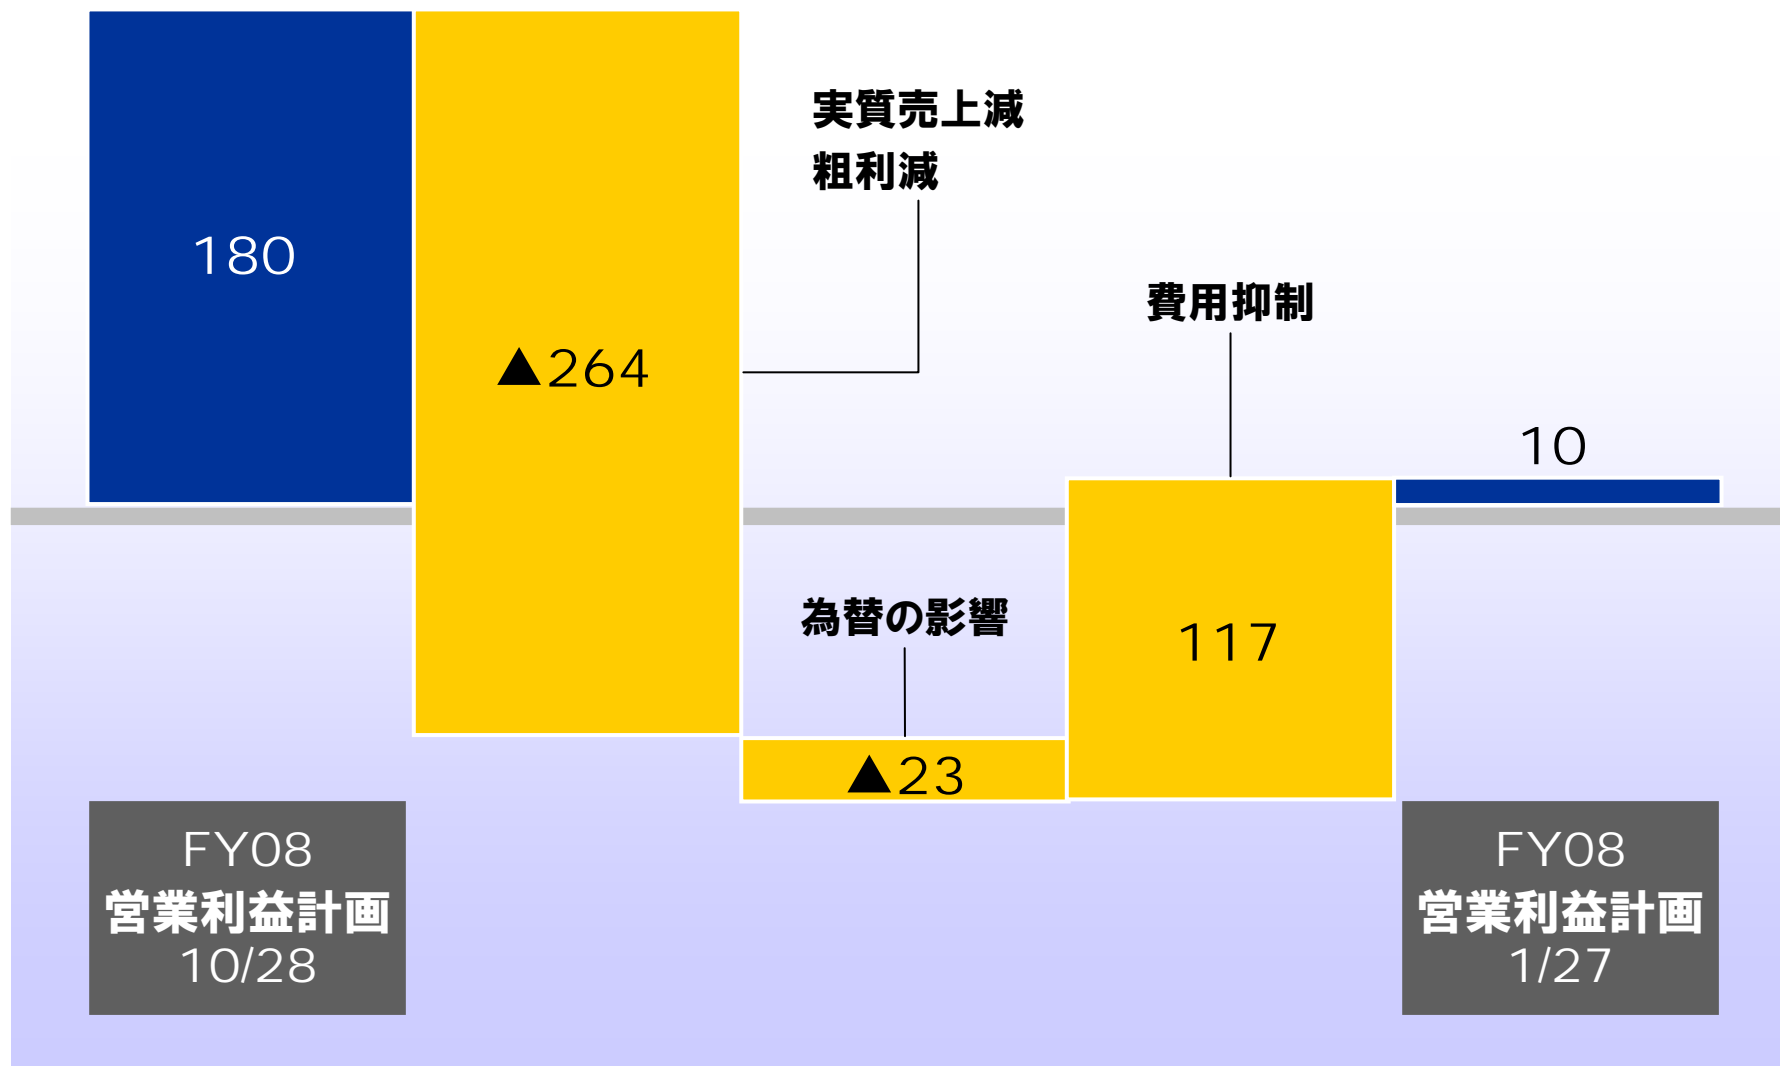 180
▲264
実質売上減
粗利減
為替の影響
▲23
費用抑制
117
10
FY08
営業利益計画
10/28
FY08
営業利益計画
1/27